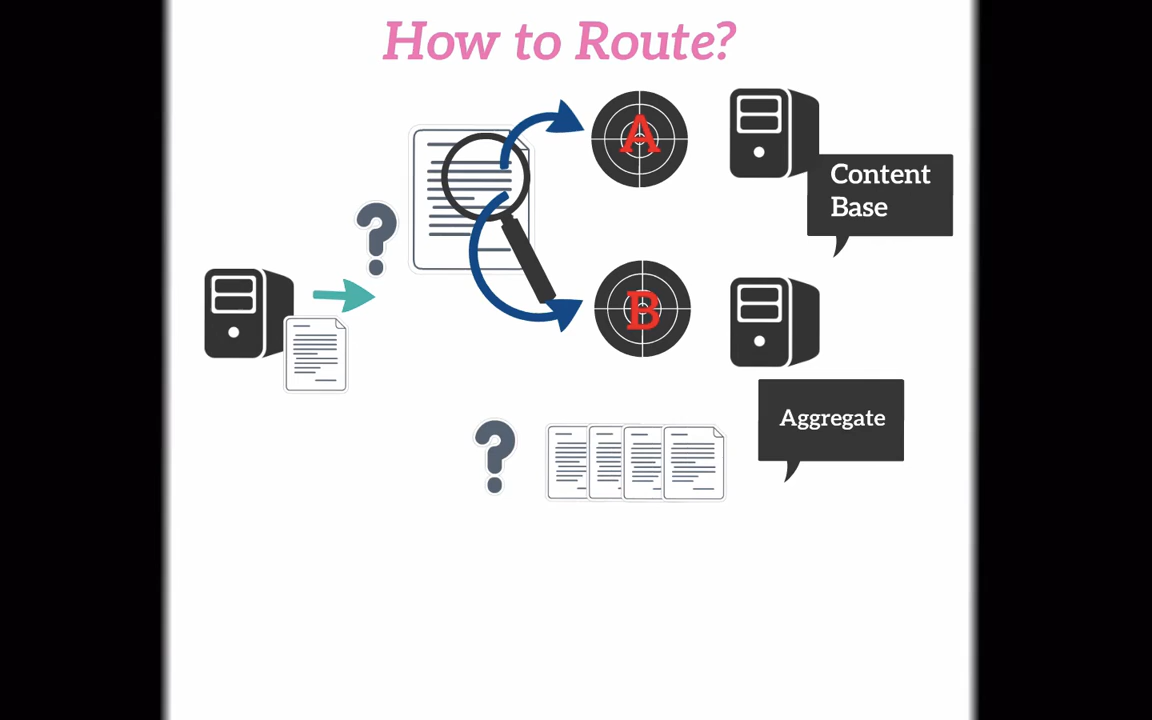 How to Route?
A
Content
Base
?
B
Aggregate
?